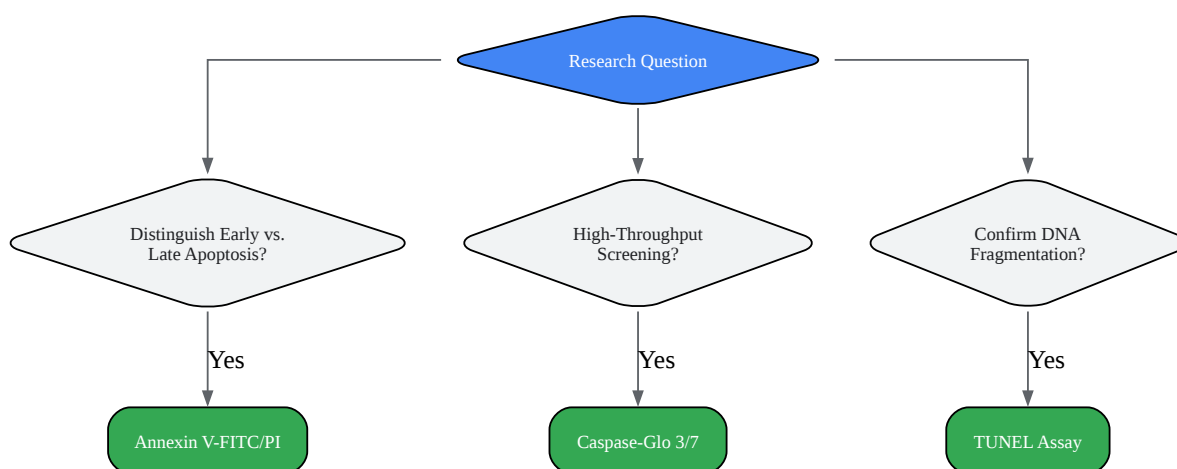 Research Question
Distinguish Early vs.
Late Apoptosis?
High-Throughput
Screening?
Confirm DNA
Fragmentation?
Yes
Yes
Yes
Annexin V-FITC/PI
Caspase-Glo 3/7
TUNEL Assay